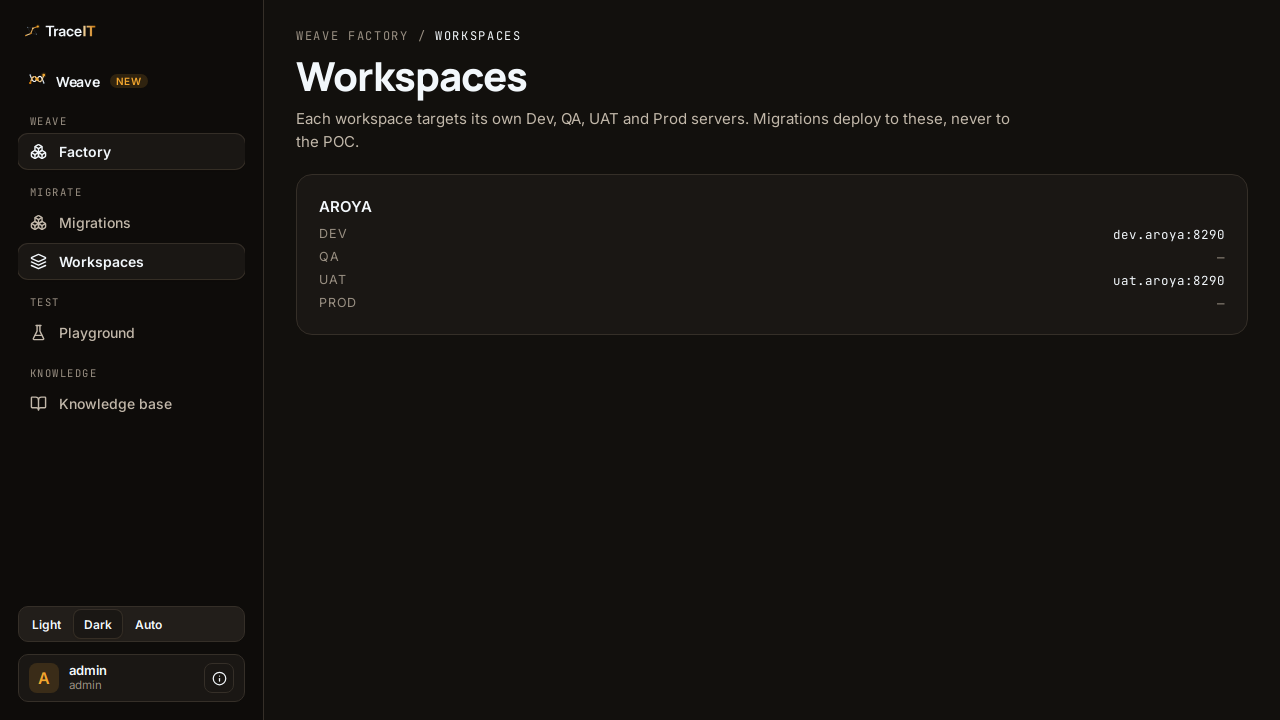 TraceIT
Weave NEW
WEAVE
Factory
MIGRATE
Migrations
Workspaces
TEST
Playground
KNOWLEDGE
Knowledge base
Light Dark Auto
A
admin
admin
WEAVE FACTORY / WORKSPACES
Workspaces
Each workspace targets its own Dev, QA, UAT and Prod servers. Migrations deploy to these, never to
the POC.
AROYA
DEV dev.aroya:8290
QA —
UAT uat.aroya:8290
PROD —